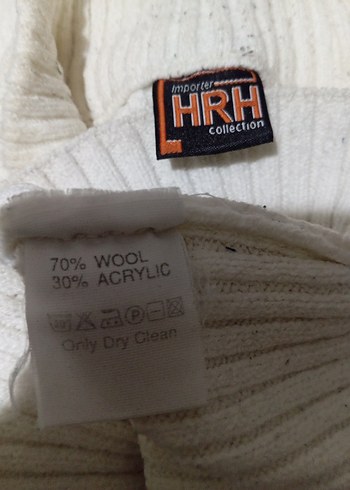 importer
HRH
collection
70% WOOL
30% ACRYLIC
Only Dry Clean